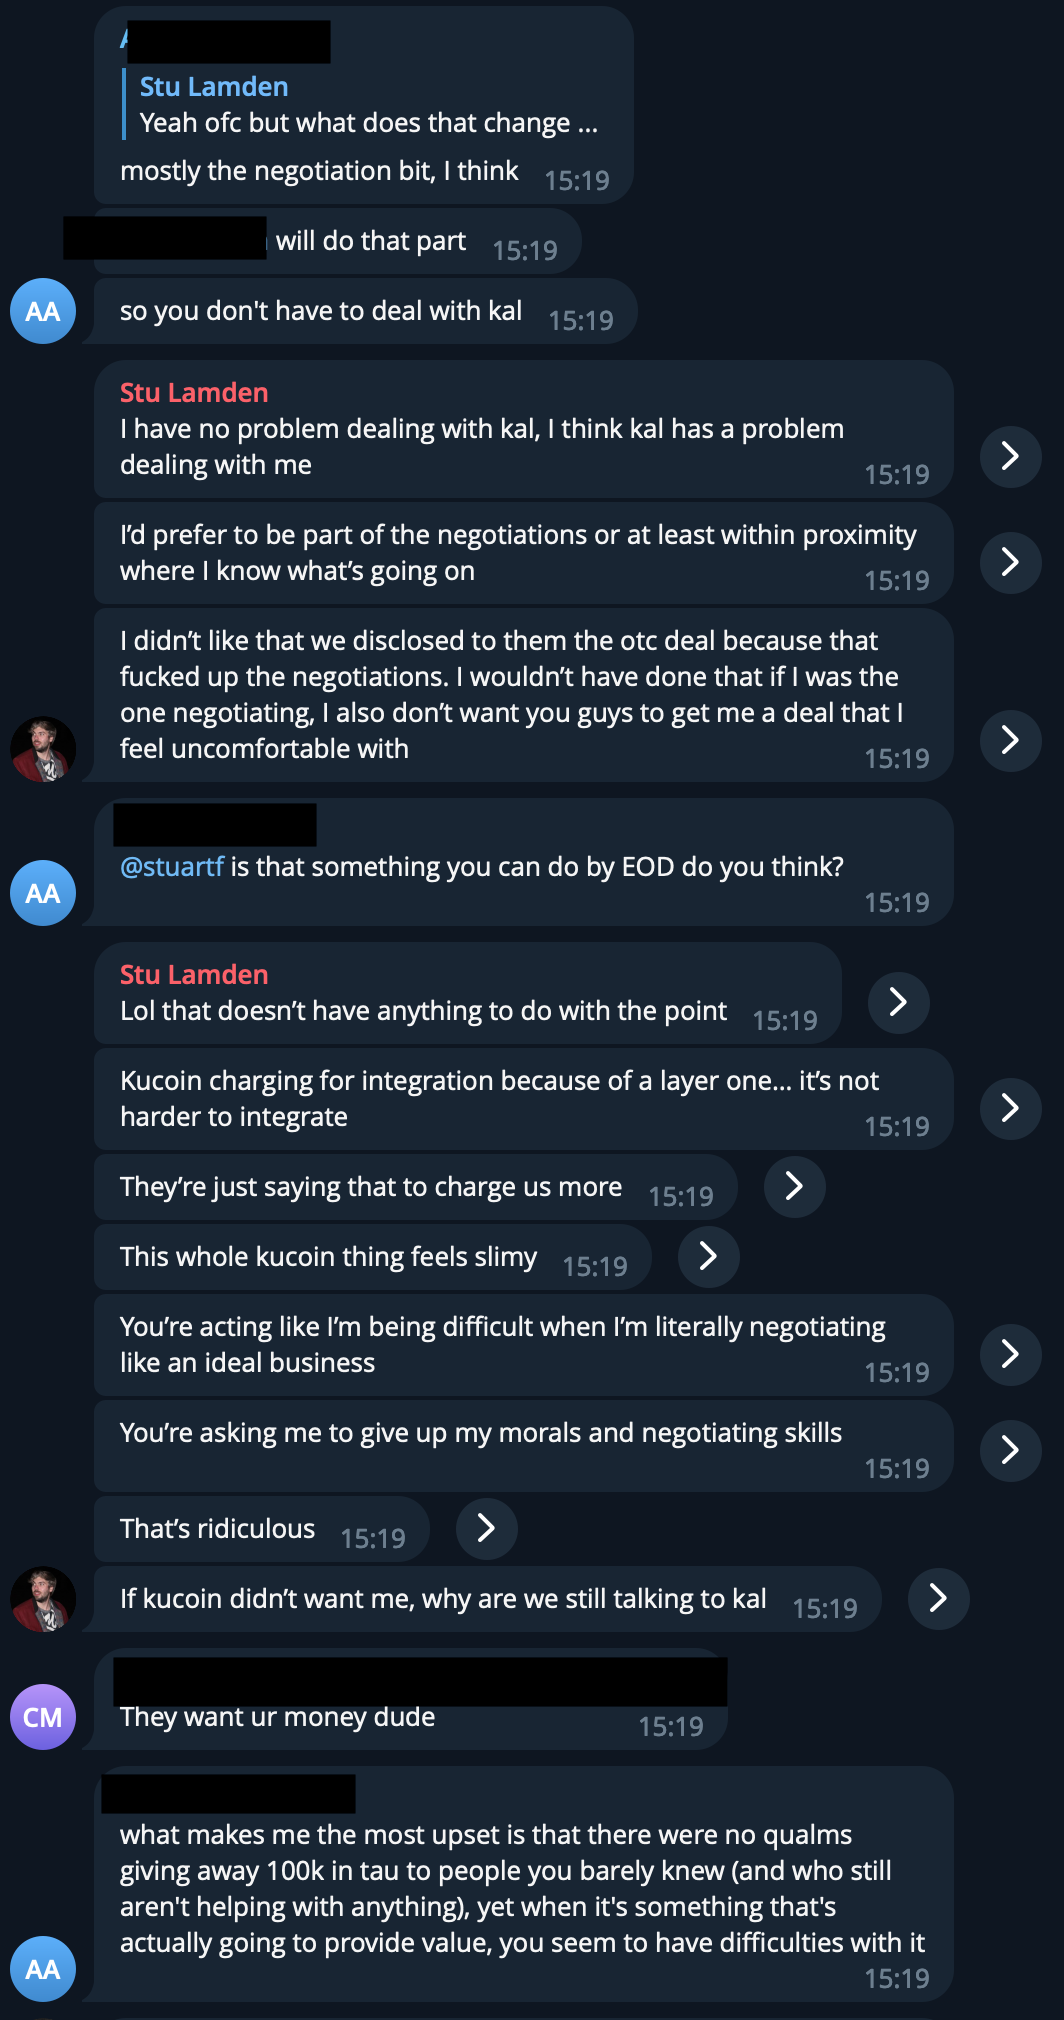 Stu Lamden
Yeah ofc but what does that change ...
mostly the negotiation bit, I think 15:19
will do that part 15:19
AA
so you don't have to deal with kal 15:19
Stu Lamden
I have no problem dealing with kal, I think kal has a problem
dealing with me
15:19
I’d prefer to be part of the negotiations or at least within proximity
where I know what’s going on
15:19
I didn’t like that we disclosed to them the otc deal because that
fucked up the negotiations. I wouldn’t have done that if I was the
one negotiating, I also don’t want you guys to get me a deal that I
feel uncomfortable with
15:19
@stuartf is that something you can do by EOD do you think?
AA
15:19
Stu Lamden
Lol that doesn’t have anything to do with the point 15:19
Kucoin charging for integration because of a layer one... it’s not
harder to integrate
15:19
They’re just saying that to charge us more 15:19
This whole kucoin thing feels slimy 15:19
You’re acting like I’m being difficult when I’m literally negotiating
like an ideal business
15:19
You’re asking me to give up my morals and negotiating skills
15:19
That’s ridiculous 15:19
If kucoin didn’t want me, why are we still talking to kal 15:19
CM
They want ur money dude 15:19
what makes me the most upset is that there were no qualms
giving away 100k in tau to people you barely knew (and who still
aren't helping with anything), yet when it's something that's
actually going to provide value, you seem to have difficulties with it
AA
15:19